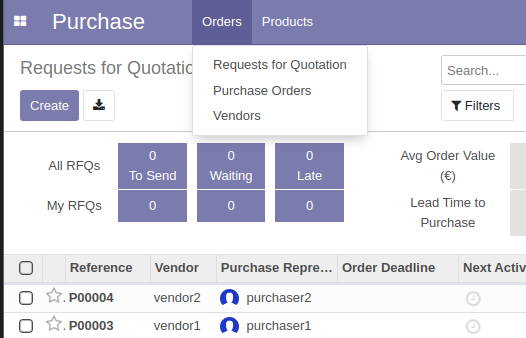 Purchase Orders Products
Requests for Quotatio
Requests for Quotation
Purchase Orders
Vendors
Search...
Create
Filters
0 0 0
All RFQs To Send Waiting Late
My RFQs 0 0 0
Avg Order Value
(€)
Lead Time to
Purchase
Reference Vendor Purchase Repre... Order Deadline Next Activ
P00004 vendor2 purchaser2
P00003 vendor1 purchaser1